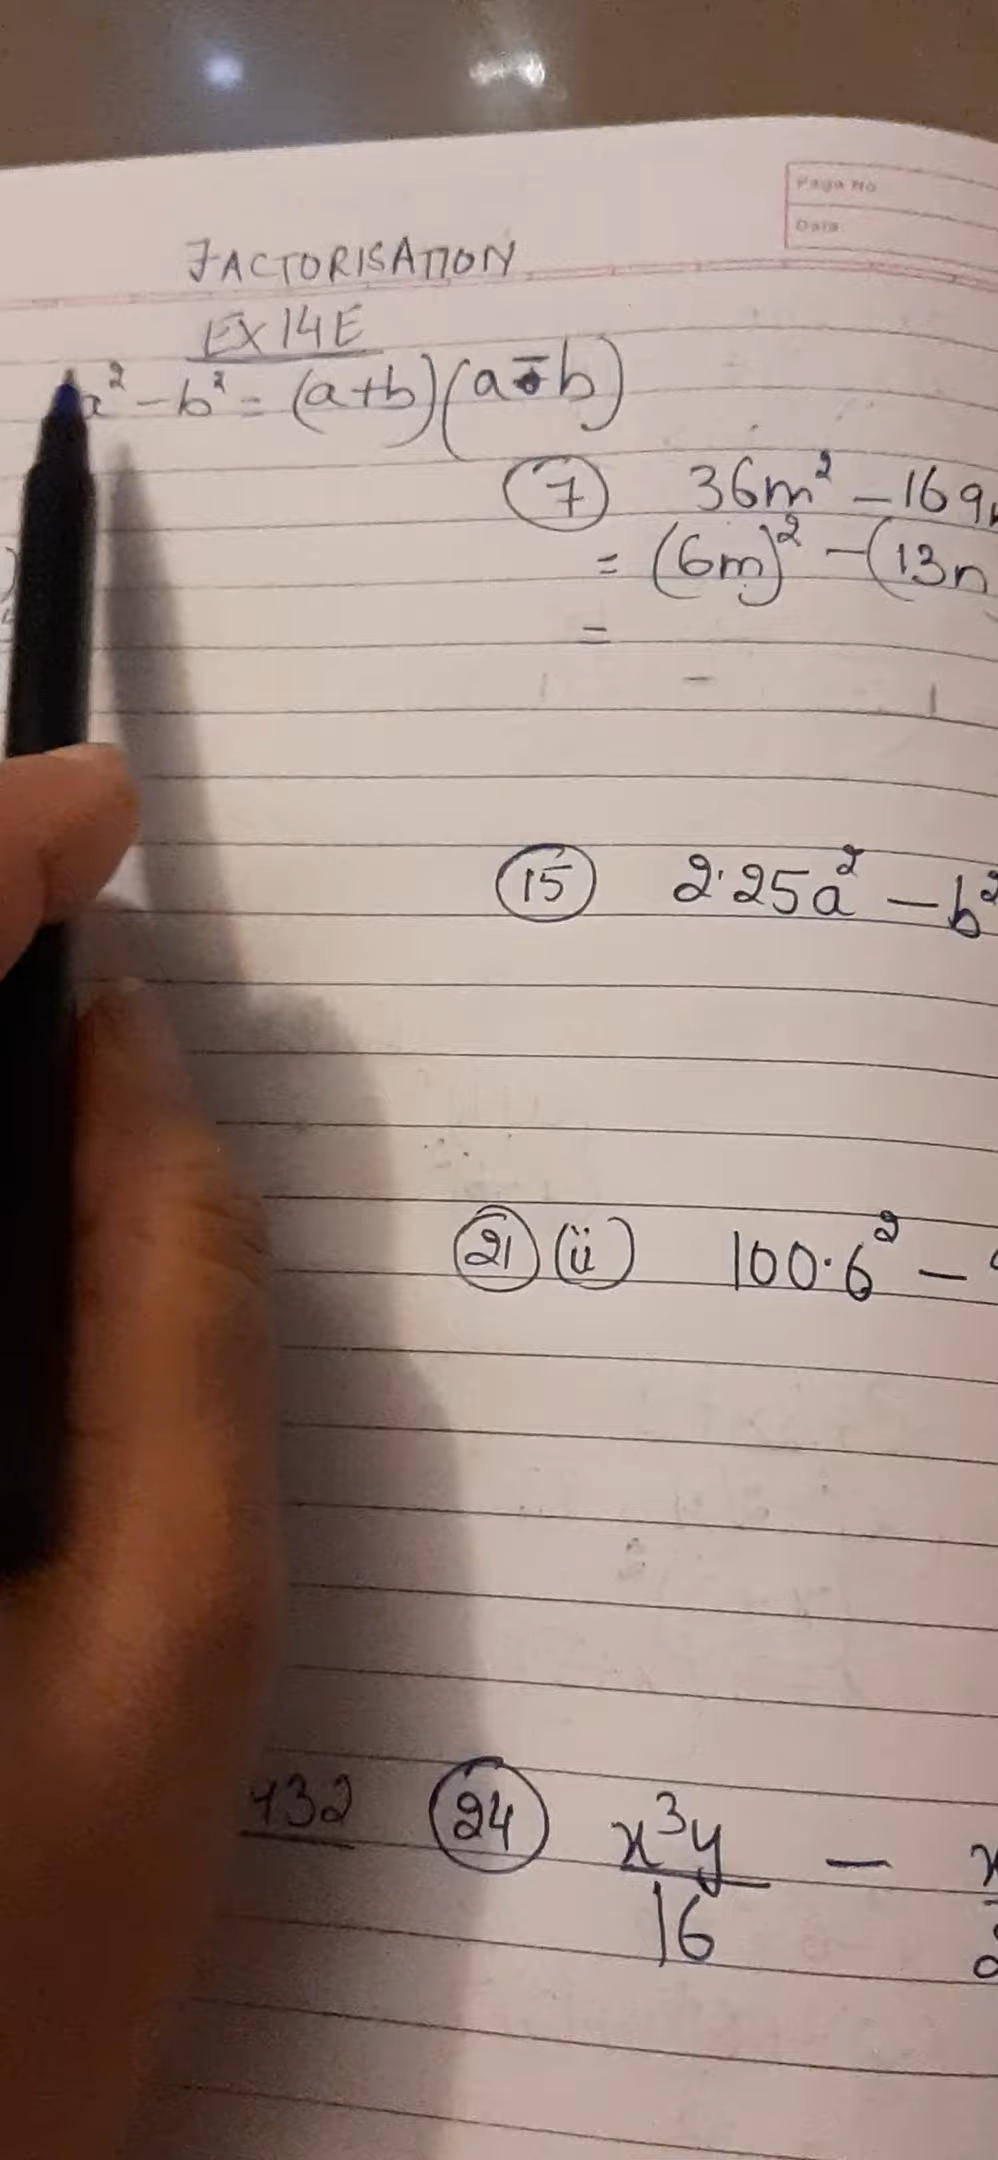 Page No
Date
FACTORISATION
EX 14E
a² - b² = (a+b)(a-b)
7 36m² - 169
= (6m)² - (13n
=
15 2.25a² - b²
21 (ii) 100.6² -
432 24 x³y/16 - x